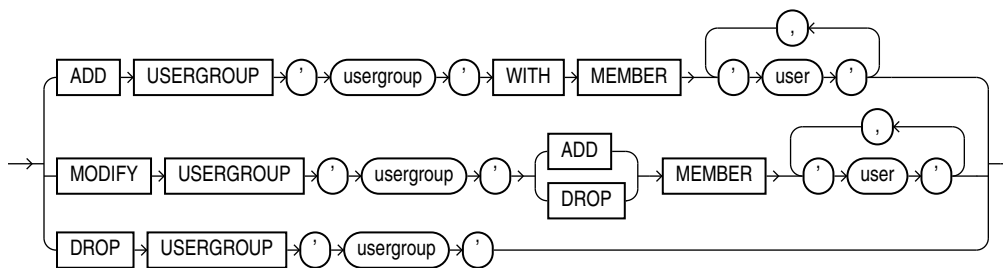 ,
ADD USERGROUP ' usergroup ' WITH MEMBER ' user '
,
ADD
MODIFY USERGROUP ' usergroup ' MEMBER ' user '
DROP
DROP USERGROUP ' usergroup '